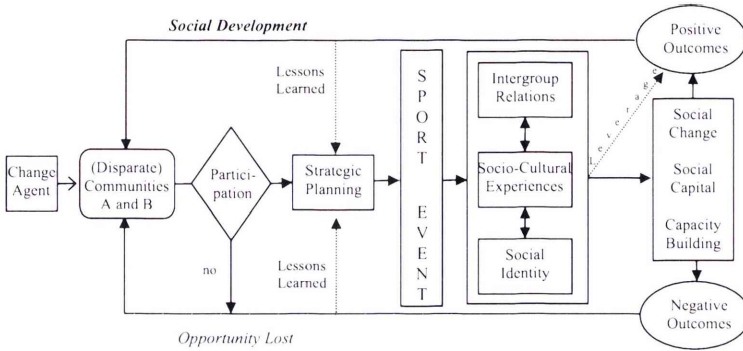 Social Development
Positive
Outcomes
Lessons
Learned
S
P
O
R
T
E
V
E
N
T
Intergroup
Relations
Leverage
Social
Change
Social
Capital
Capacity
Building
Change
Agent
(Disparate)
Communities
A and B
Partici-
pation
Strategic
Planning
Socio-Cultural
Experiences
no
Lessons
Learned
Social
Identity
Negative
Outcomes
Opportunity Lost